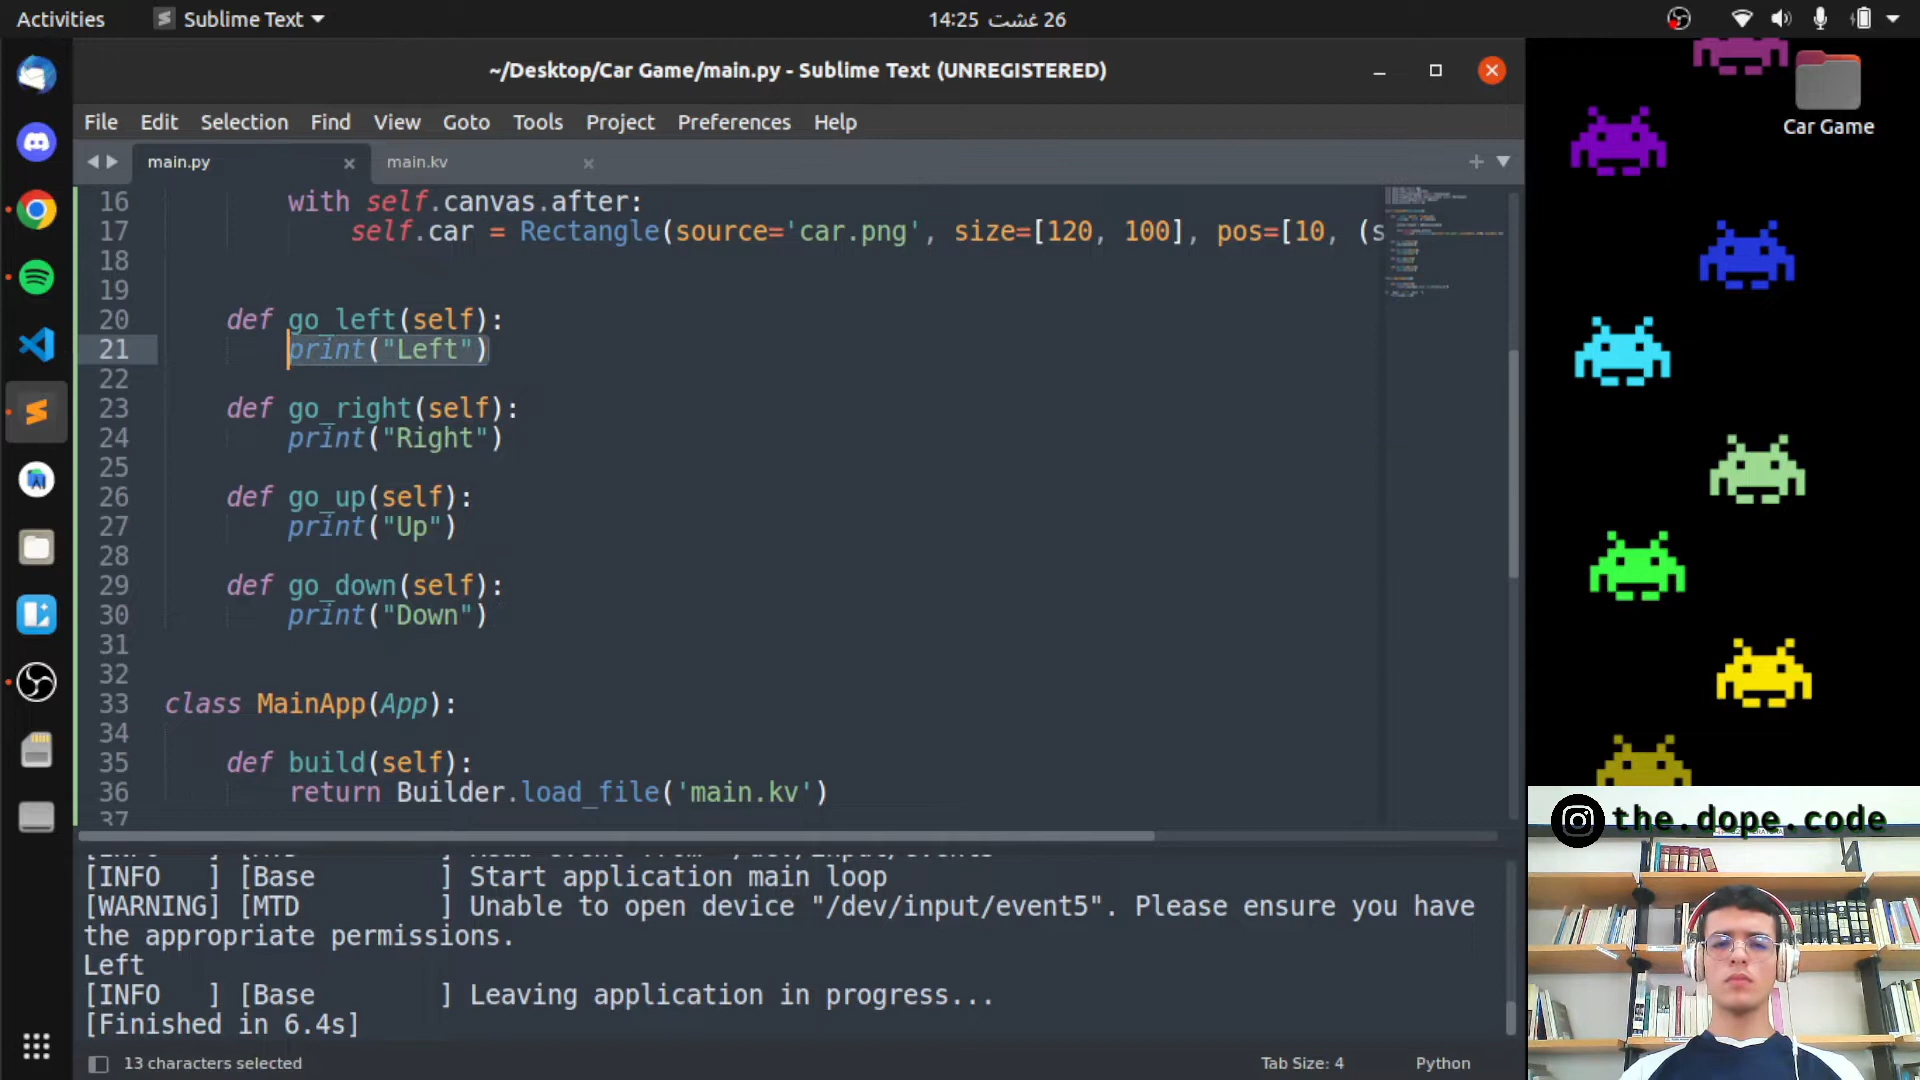 Activities
Sublime Text
26 غشت 14:25
~/Desktop/Car Game/main.py - Sublime Text (UNREGISTERED)
Car Game
File Edit Selection Find View Goto Tools Project Preferences Help
main.py
main.kv
16 with self.canvas.after:
17 self.car = Rectangle(source='car.png', size=[120, 100], pos=[10, (s
18
19
20 def go_left(self):
21 print("Left")
22
23 def go_right(self):
24 print("Right")
25
26 def go_up(self):
27 print("Up")
28
29 def go_down(self):
30 print("Down")
31
32
33 class MainApp(App):
34
35 def build(self):
36 return Builder.load_file('main.kv')
37
the.dope.code
[INFO ] [Base ] Start application main loop
[WARNING] [MTD ] Unable to open device "/dev/input/event5". Please ensure you have
the appropriate permissions.
Left
[INFO ] [Base ] Leaving application in progress...
[Finished in 6.4s]
13 characters selected
Tab Size: 4
Python